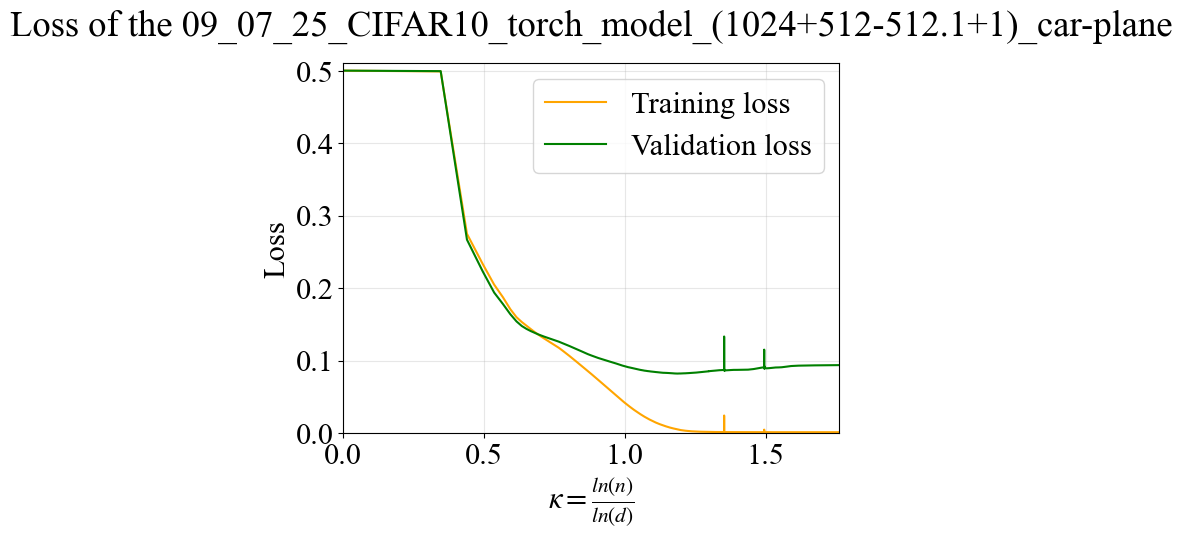 Loss of the 09_07_25_CIFAR10_torch_model_(1024+512-512.1+1)_car-plane
Training loss
Validation loss
Loss
0.5
0.4
0.3
0.2
0.1
0.0
0.0 0.5 1.0 1.5
κ = ln(n)/ln(d)